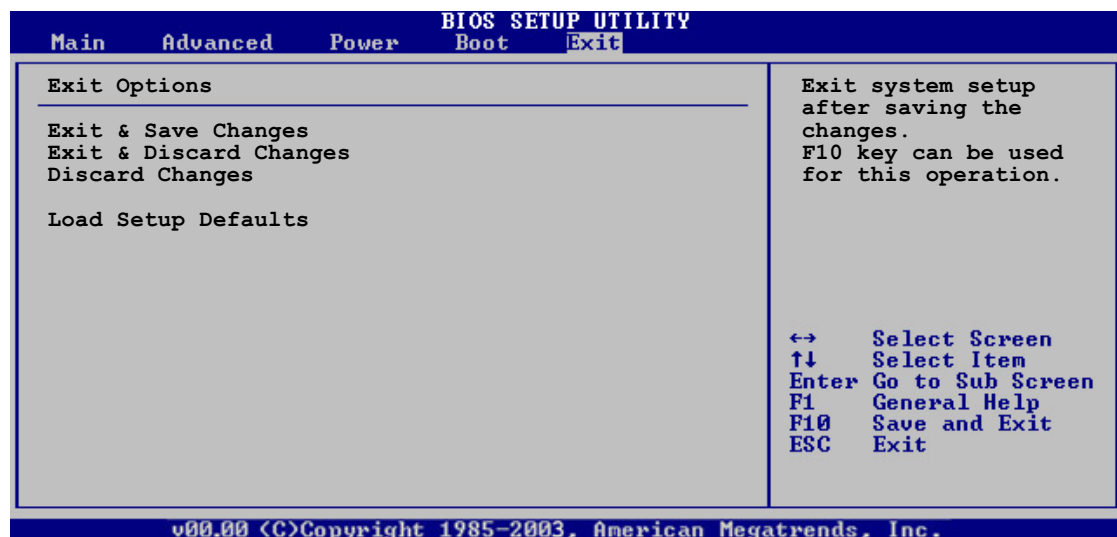 BIOS SETUP UTILITY
Main Advanced Power Boot Exit
Exit Options
Exit & Save Changes
Exit & Discard Changes
Discard Changes
Load Setup Defaults
Exit system setup
after saving the
changes.
F10 key can be used
for this operation.
←→ Select Screen
↑↓ Select Item
Enter Go to Sub Screen
F1 General Help
F10 Save and Exit
ESC Exit
v00.00 (C)Copyright 1985-2003, American Megatrends, Inc.